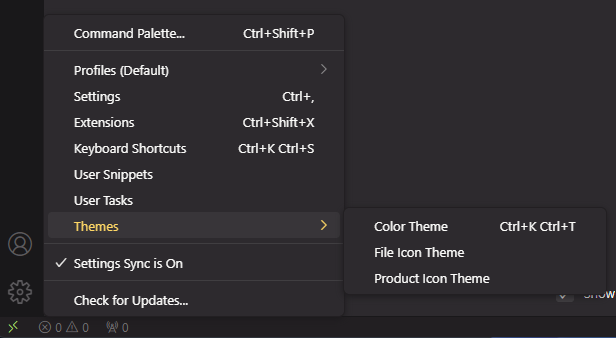 Command Palette... Ctrl+Shift+P
Profiles (Default)
Settings Ctrl+,
Extensions Ctrl+Shift+X
Keyboard Shortcuts Ctrl+K Ctrl+S
User Snippets
User Tasks
Themes
Color Theme Ctrl+K Ctrl+T
File Icon Theme
Product Icon Theme
Settings Sync is On
Show
Check for Updates...
0 0 0